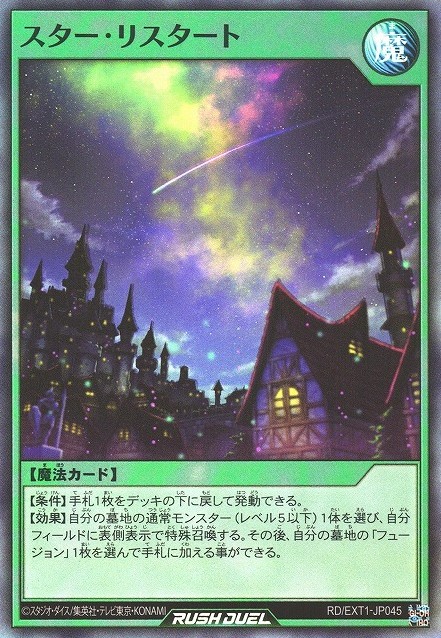 スター・リスタート
魔
【魔法カード】
【条件】手札1枚をデッキの下に戻して発動できる。
【効果】自分の墓地の通常モンスター(レベル5以下)1体を選び、自分
フィールドに表側表示で特殊召喚する。その後、自分の墓地の「フュー
ジョン」1枚を選んで手札に加える事ができる。
©スタジオ・ダイス/集英社・テレビ東京・KONAMI
RUSH DUEL
RD/EXT1-JP045